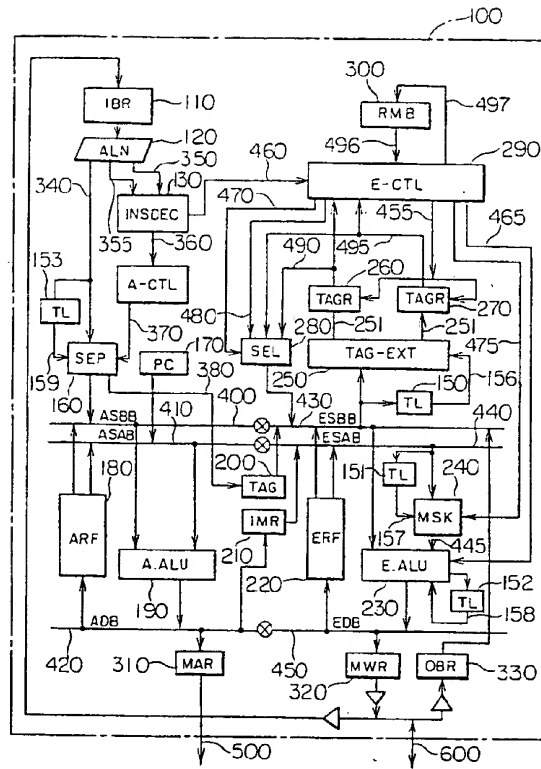 100
IBR
110
300
RMB
497
ALN
120
350
496
290
340
130
460
E-CTL
INSDEC
470
455
465
355
360
490
495
153
A-CTL
260
TL
370
480
TAGR
TAGR
270
PC
170
280
251
251
475
159
SEP
380
SEL
TAG-EXT
160
250
156
150
TL
ASBB
400
430
ESBB
440
ASAB
410
ESAB
180
200
TAG
151
TL
240
IMR
MSK
ARF
210
ERF
157
445
A.ALU
220
E.ALU
152
190
230
TL
158
ADB
EDB
420
450
310
MAR
MWR
OBR
330
320
500
600